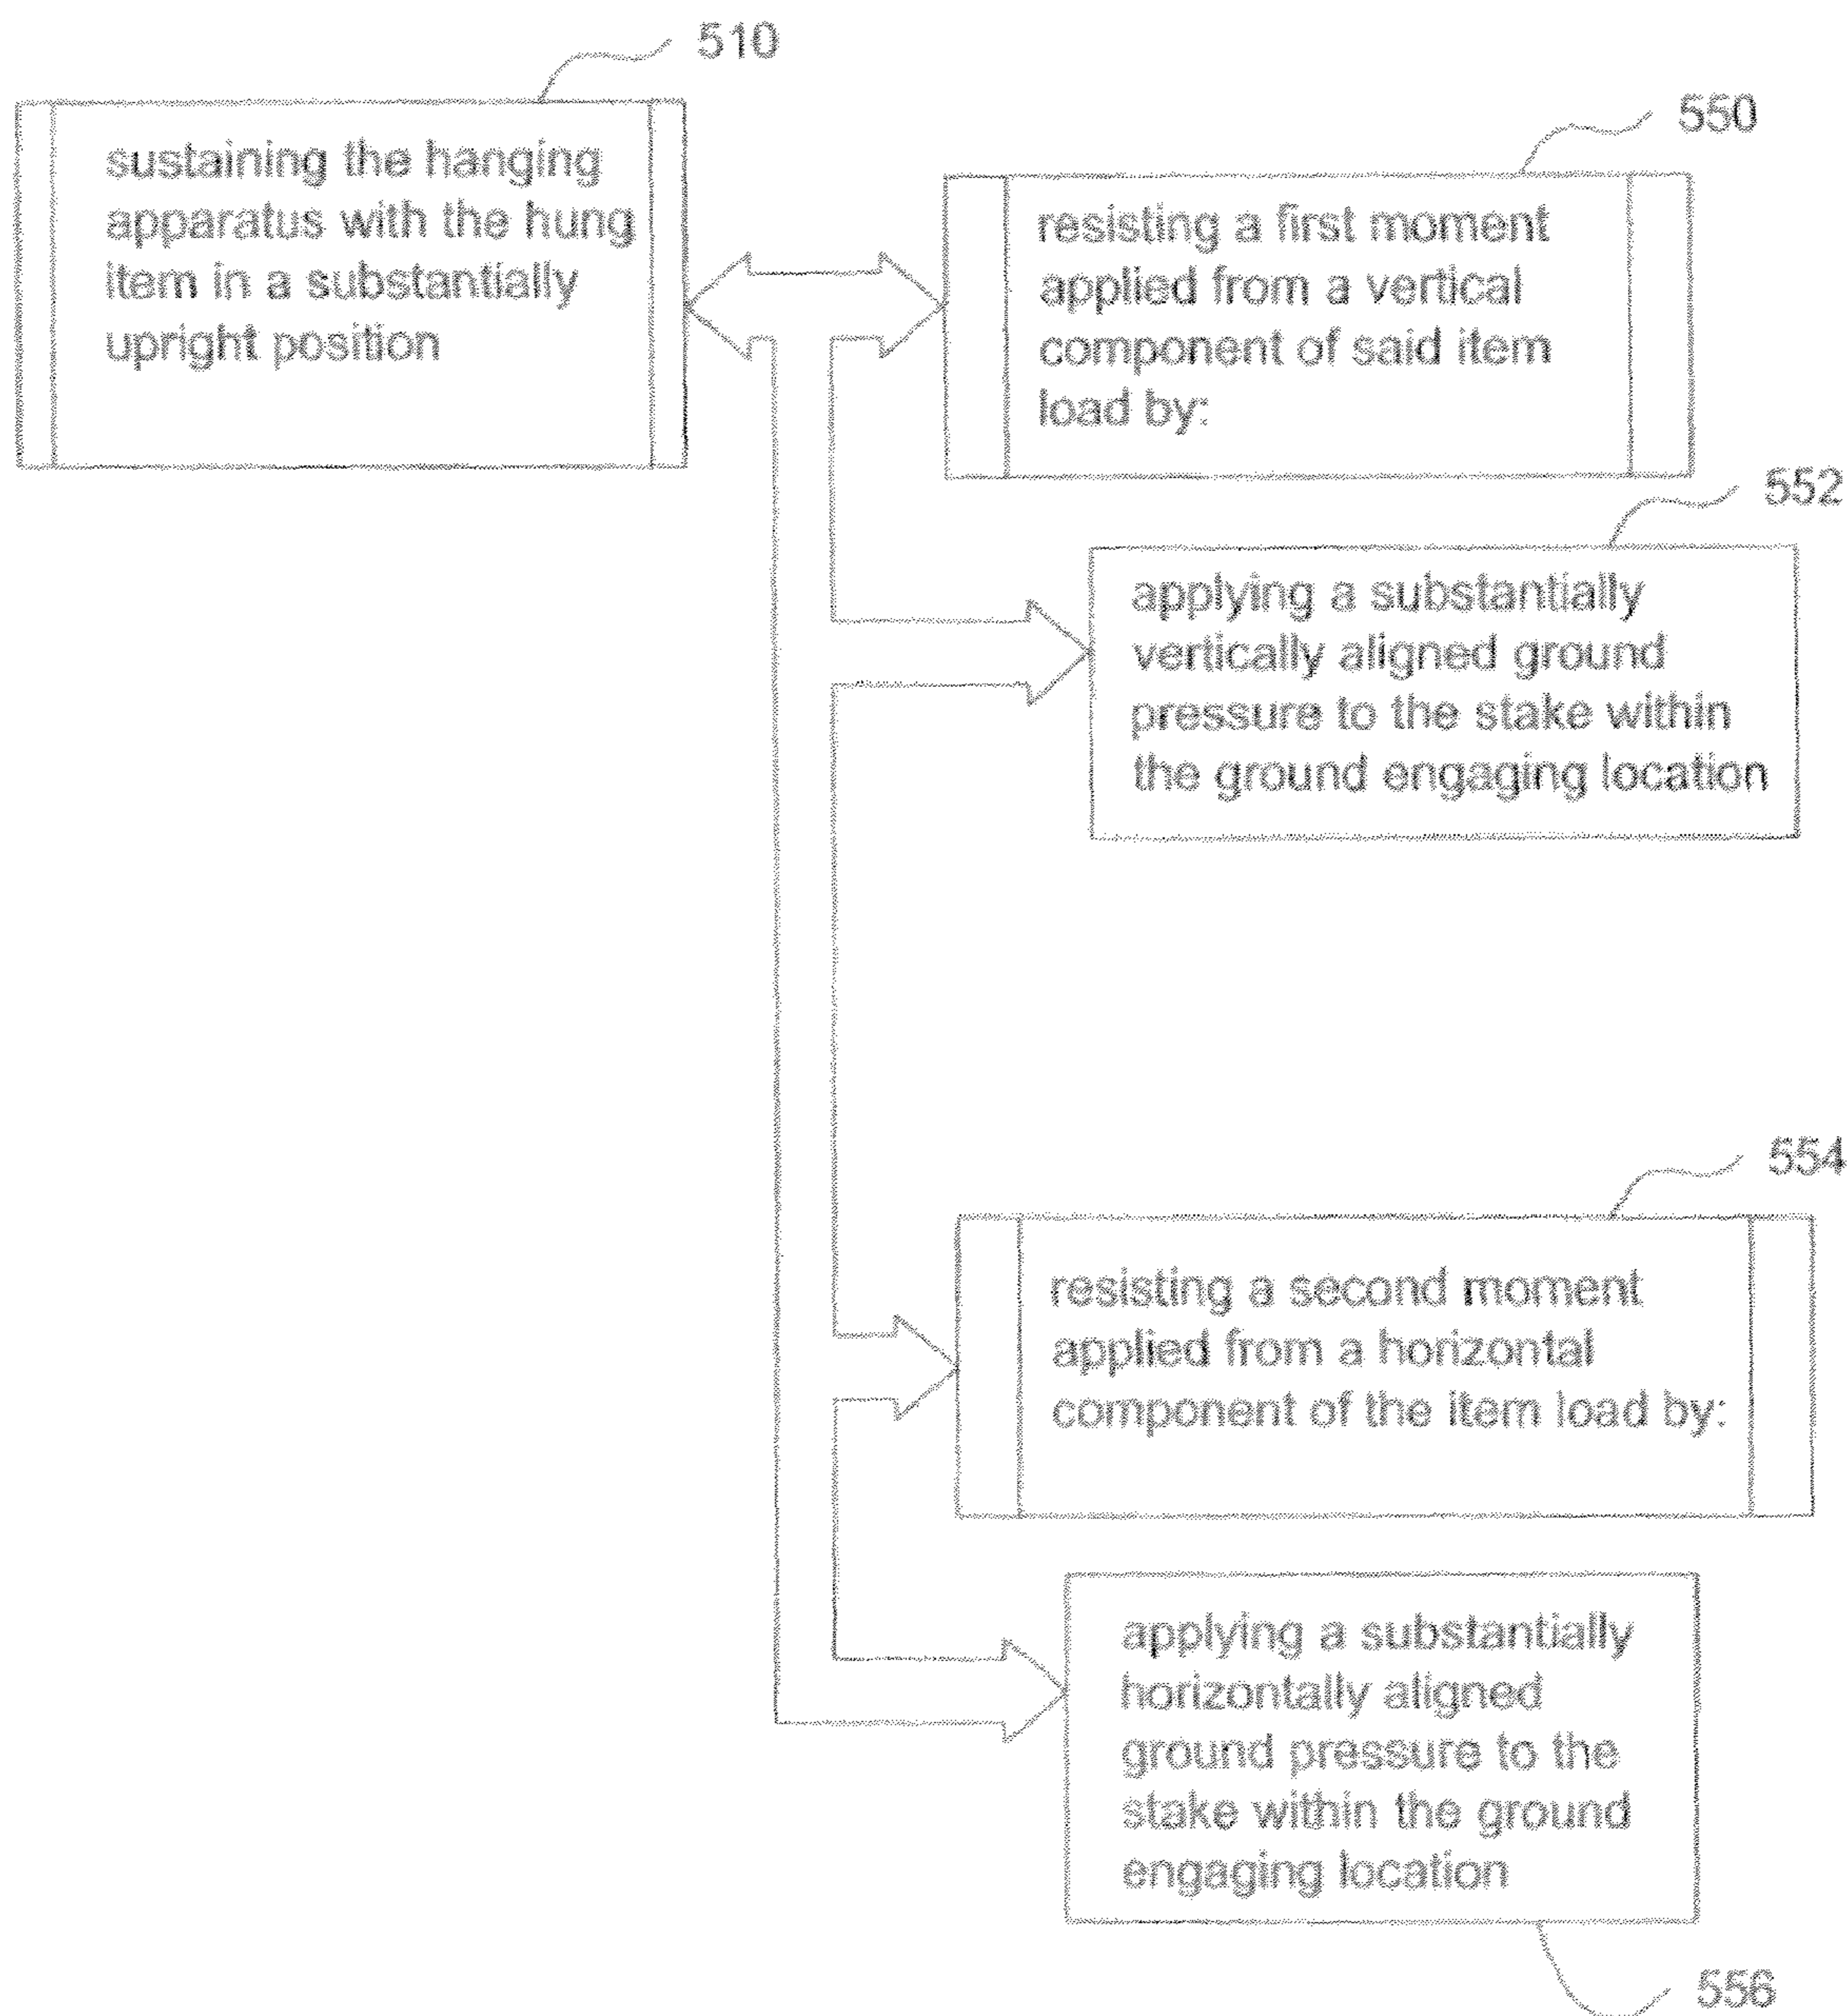 510
sustaining the hanging
apparatus with the hung
item in a substantially
upright position
550
resisting a first moment
applied from a vertical
component of said item
load by:
552
applying a substantially
vertically aligned ground
pressure to the stake within
the ground engaging location
554
resisting a second moment
applied from a horizontal
component of the item load by:
applying a substantially
horizontally aligned
ground pressure to the
stake within the ground
engaging location
556